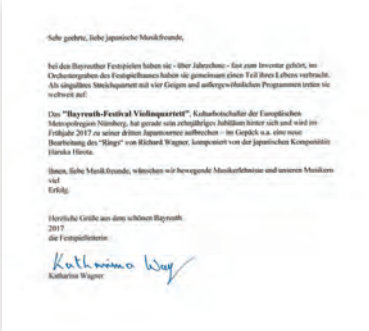 Sehr geehrte, liebe japanische Musikfreunde,
bei den Bayreuther Festspielen haben sie - über Jahrzehnte - fast zum Inventar gehört, im
Orchestergraben des Festspielhauses haben sie gemeinsam einen Teil ihres Lebens verbracht.
Als singuläres Streichquartett mit vier Geigen und außergewöhnlichen Programmen treten sie
weltweit auf.
Das "Bayreuth-Festival Violinquartett", Kulturbotschafter der Europäischen
Metropolregion Nürnberg, hat gerade sein zehnjähriges Jubiläum hinter sich und wird im
Frühjahr 2017 zu seiner dritten Japantournee aufbrechen – im Gepäck u.a. eine neue
Bearbeitung des "Rings" von Richard Wagner, komponiert von der japanischen Komponistin
Haruka Hirota.
Ihnen, liebe Musikfreunde, wünschen wir bewegende Musikerlebnisse und unseren Musikern
viel
Erfolg.
Herzliche Grüße aus dem schönen Bayreuth
2017
die Festspielleiterin
Katharina Wag
Katharina Wagner